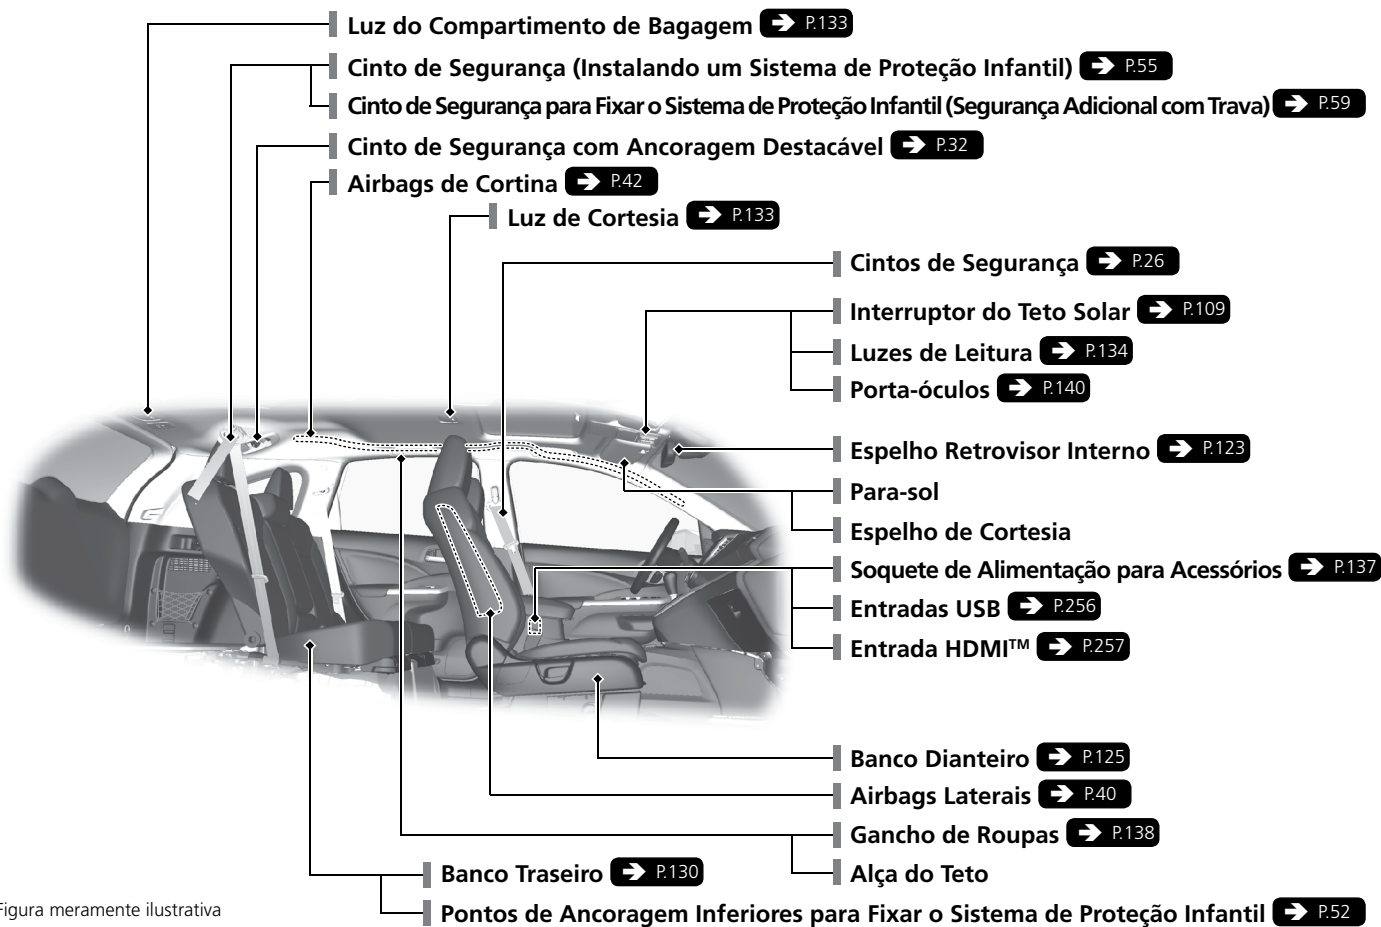 Luz do Compartimento de Bagagem ➔ P.133
Cinto de Segurança (Instalando um Sistema de Proteção Infantil) ➔ P.55
Cinto de Segurança para Fixar o Sistema de Proteção Infantil (Segurança Adicional com Trava) ➔ P.59
Cinto de Segurança com Ancoragem Destacável ➔ P.32
Airbags de Cortina ➔ P.42
Luz de Cortesia ➔ P.133
Cintos de Segurança ➔ P.26
Interruptor do Teto Solar ➔ P.109
Luzes de Leitura ➔ P.134
Porta-óculos ➔ P.140
Espelho Retrovisor Interno ➔ P.123
Para-sol
Espelho de Cortesia
Soquete de Alimentação para Acessórios ➔ P.137
Entradas USB ➔ P.256
Entrada HDMI™ ➔ P.257
Banco Dianteiro ➔ P.125
Airbags Laterais ➔ P.40
Gancho de Roupas ➔ P.138
Alça do Teto
Banco Traseiro ➔ P.130
Pontos de Ancoragem Inferiores para Fixar o Sistema de Proteção Infantil ➔ P.52
Figura meramente ilustrativa